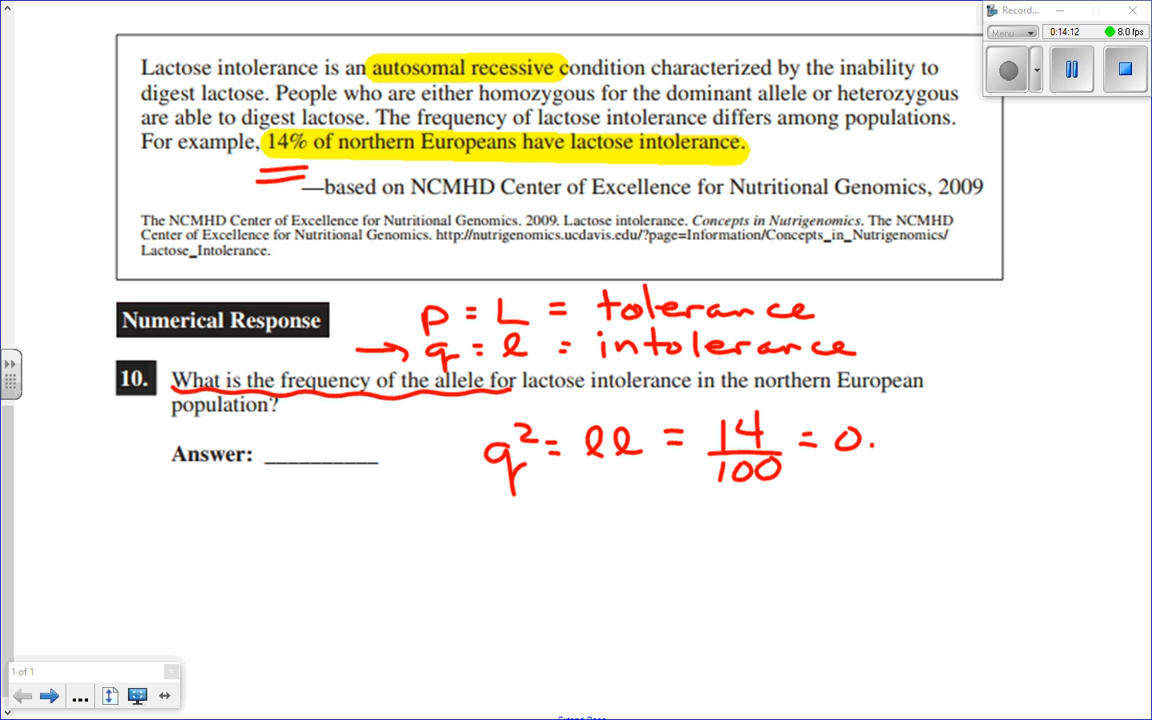 Record...
Menu
0:14:12
8.0 fps
Lactose intolerance is an autosomal recessive condition characterized by the inability to
digest lactose. People who are either homozygous for the dominant allele or heterozygous
are able to digest lactose. The frequency of lactose intolerance differs among populations.
For example, 14% of northern Europeans have lactose intolerance.
—based on NCMHD Center of Excellence for Nutritional Genomics, 2009
The NCMHD Center of Excellence for Nutritional Genomics. 2009. Lactose intolerance. Concepts in Nutrigenomics. The NCMHD
Center of Excellence for Nutritional Genomics. http://nutrigenomics.ucdavis.edu/?page=Information/Concepts_in_Nutrigenomics/
Lactose_Intolerance.
p = L = tolerance
Numerical Response
→ q = l = intolerance
10. What is the frequency of the allele for lactose intolerance in the northern European
population?
q² = ll = 14/100 = 0.
Answer: __________
1 of 1
...
Extend Page